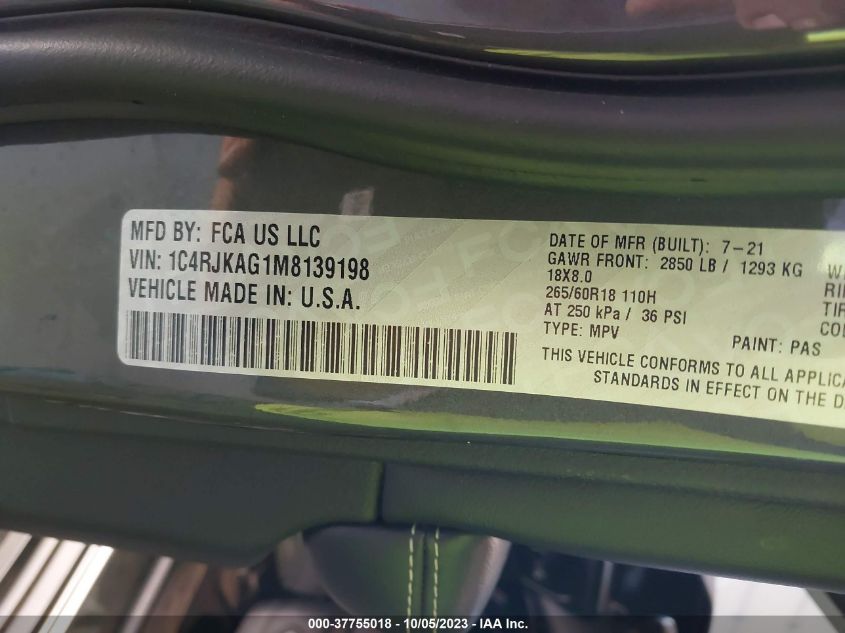 MFD BY: FCA US LLC
VIN: 1C4RJKAG1M8139198
VEHICLE MADE IN: U.S.A.
DATE OF MFR (BUILT): 7-21
GAWR FRONT: 2850 LB / 1293 KG
18X8.0
265/60R18 110H
AT 250 kPa / 36 PSI
TYPE: MPV
PAINT: PAS
THIS VEHICLE CONFORMS TO ALL
STANDARDS IN EFFECT ON THE
000-37755018 - 10/05/2023 - IAA Inc.